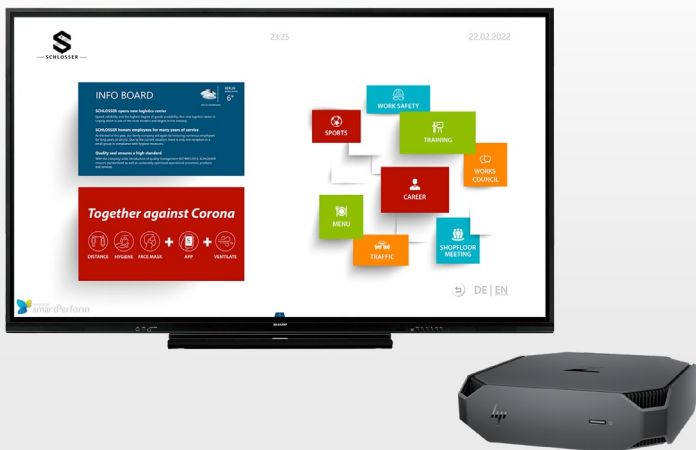 S
SCHLOSSER
23:25
22.02.2022
INFO BOARD
BERLIN
6°
SCHLOSSER opens new logistics center
SCHLOSSER honors employees for many years of service
Quality seal ensures a high standard
Together against Corona
DISTANCE HYGIENE FACE MASK + APP + VENTILATE
WORK SAFETY
SPORTS
TRAINING
WORKS
COUNCIL
CAREER
MENU
TRAFFIC
SHOPFLOOR
MEETING
DE | EN
smartPerform
SHARP
hp